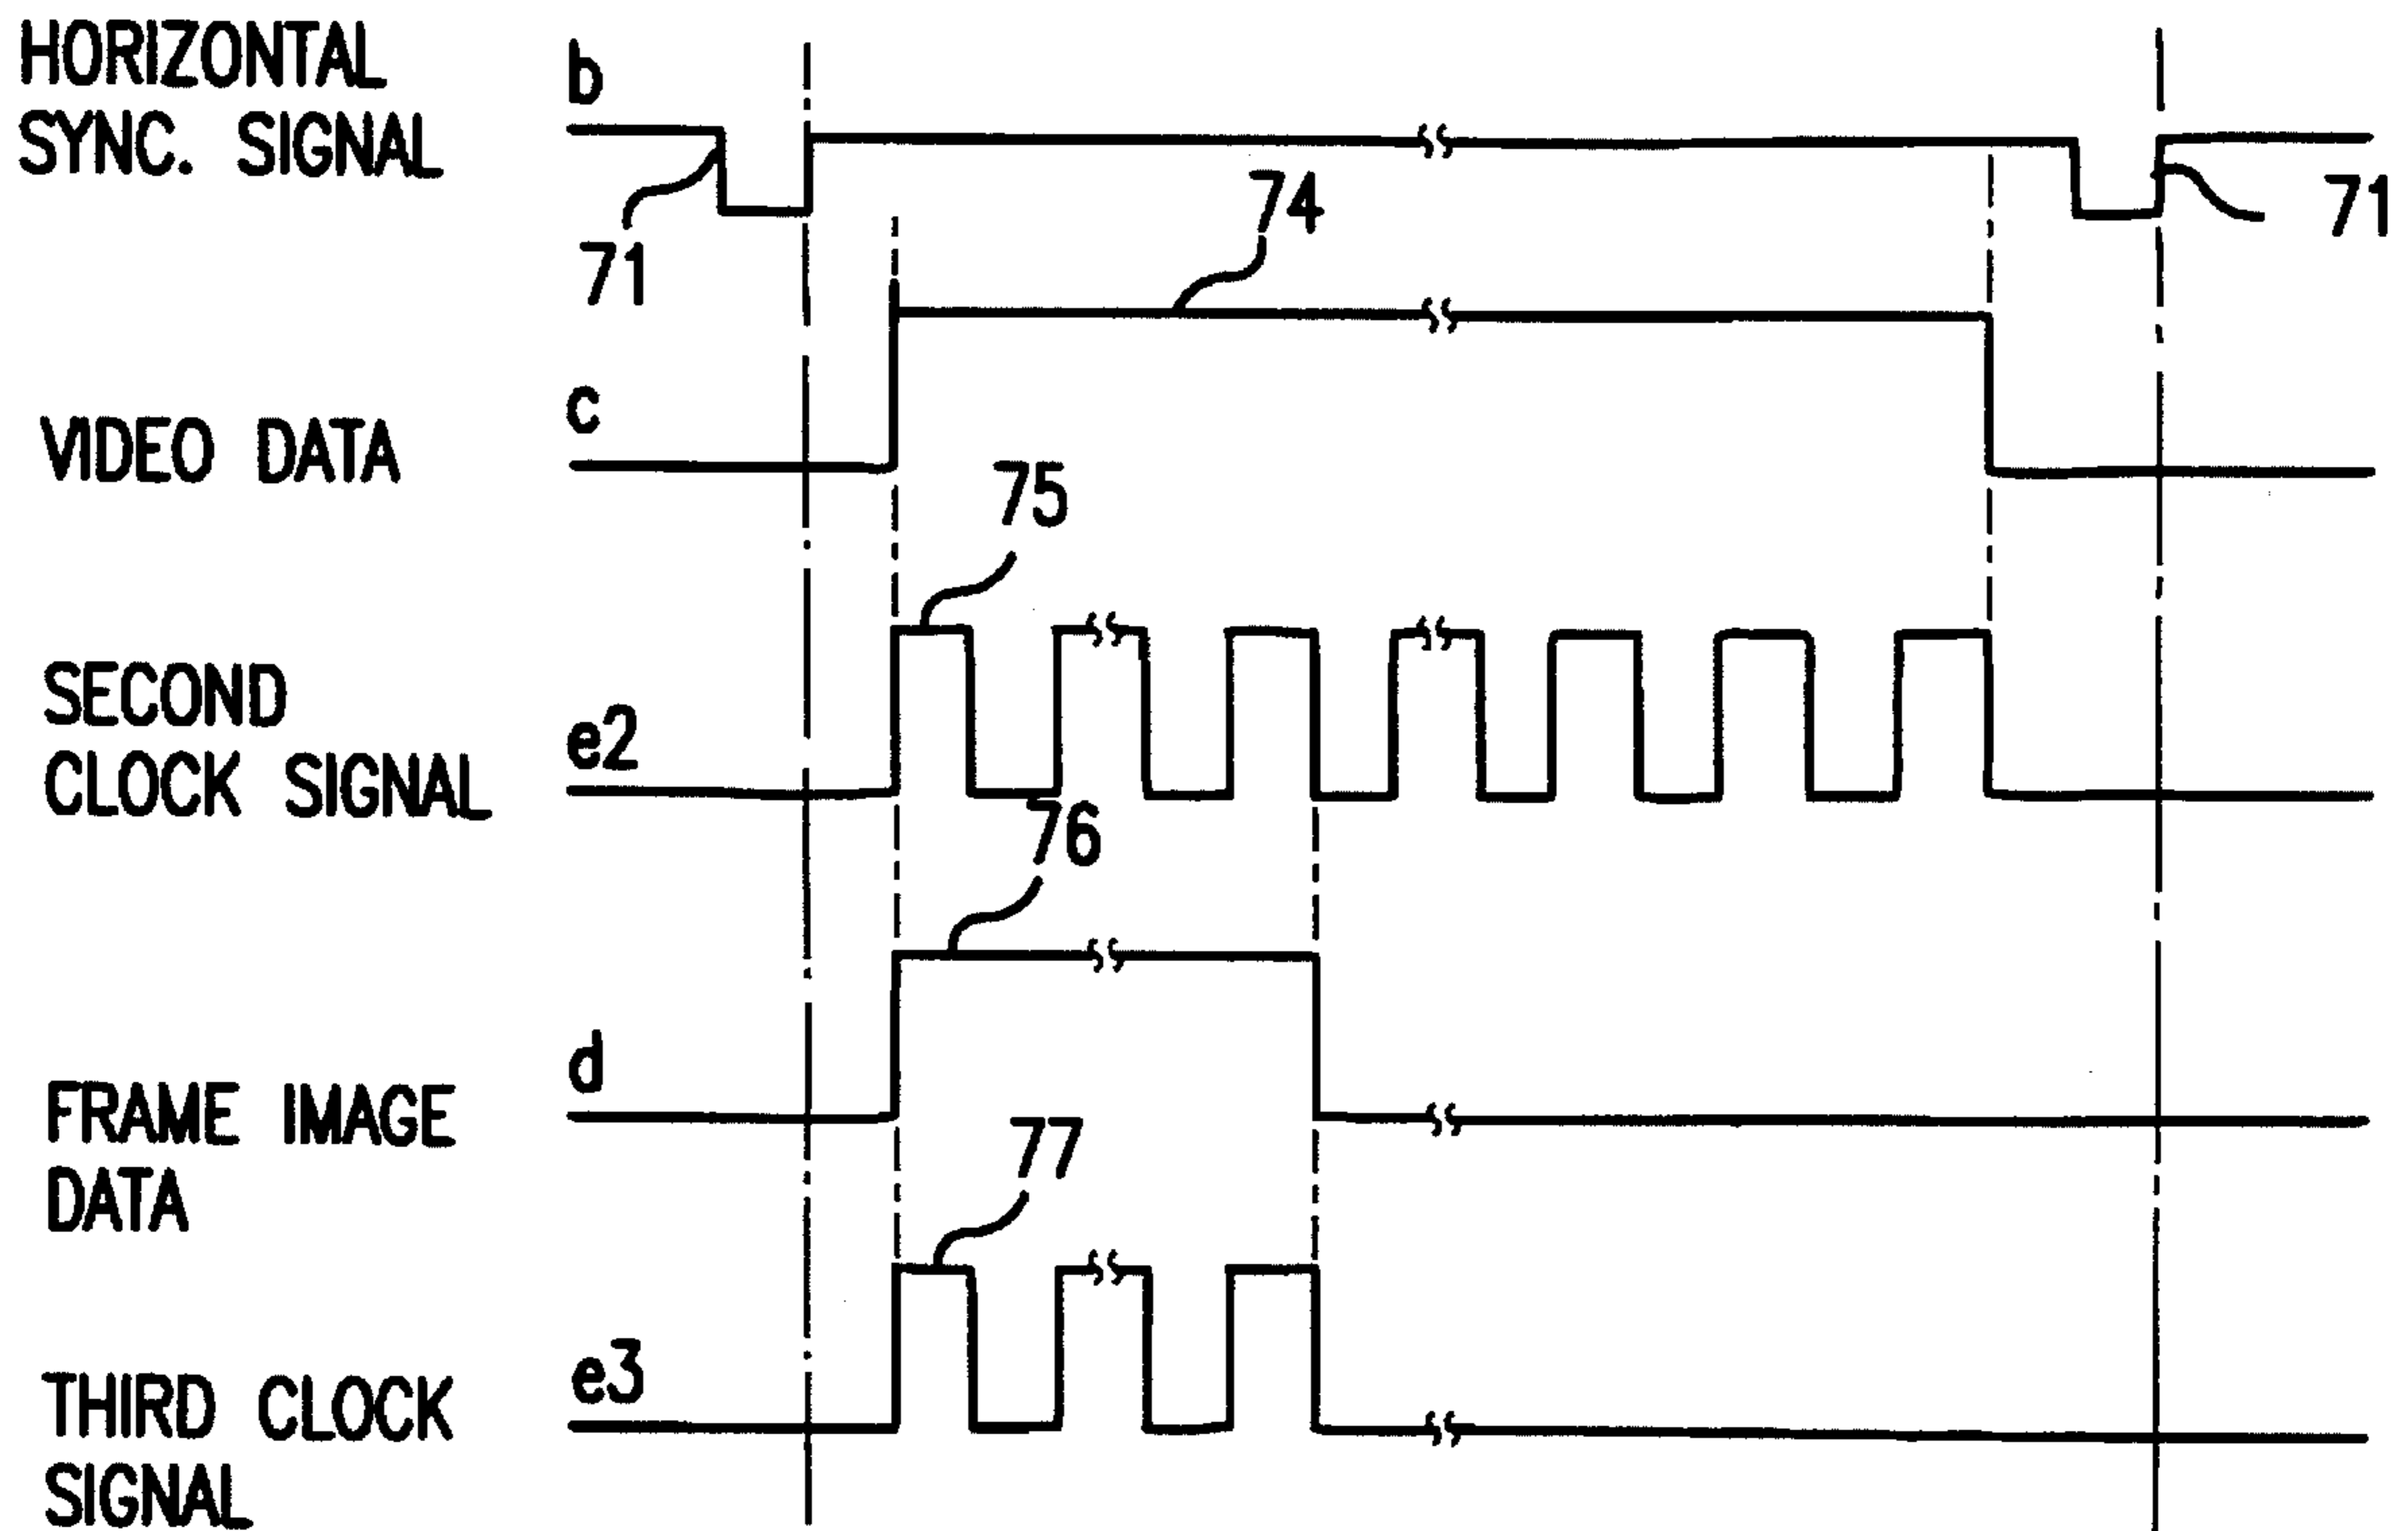 HORIZONTAL
SYNC. SIGNAL
b
71
71
74
VIDEO DATA
c
75
SECOND
CLOCK SIGNAL
e2
76
FRAME IMAGE
DATA
d
77
THIRD CLOCK
SIGNAL
e3